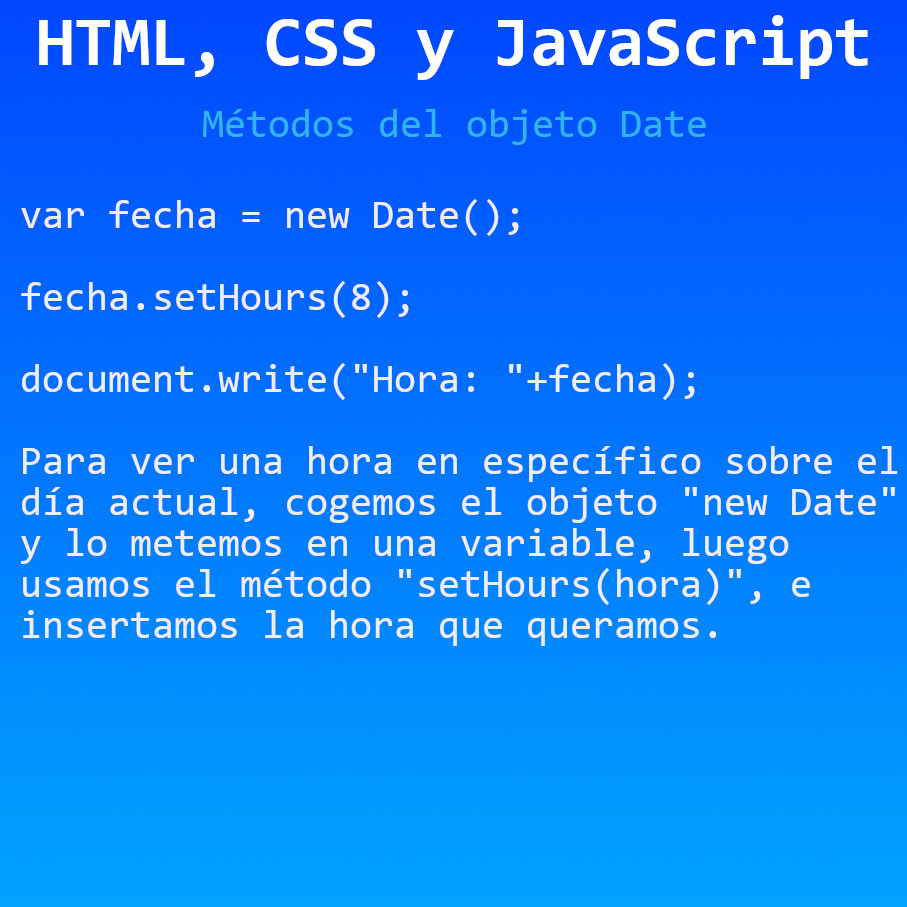 HTML, CSS y JavaScript
Métodos del objeto Date
var fecha = new Date();
fecha.setHours(8);
document.write("Hora: "+fecha);
Para ver una hora en específico sobre el
día actual, cogemos el objeto "new Date"
y lo metemos en una variable, luego
usamos el método "setHours(hora)", e
insertamos la hora que queramos.